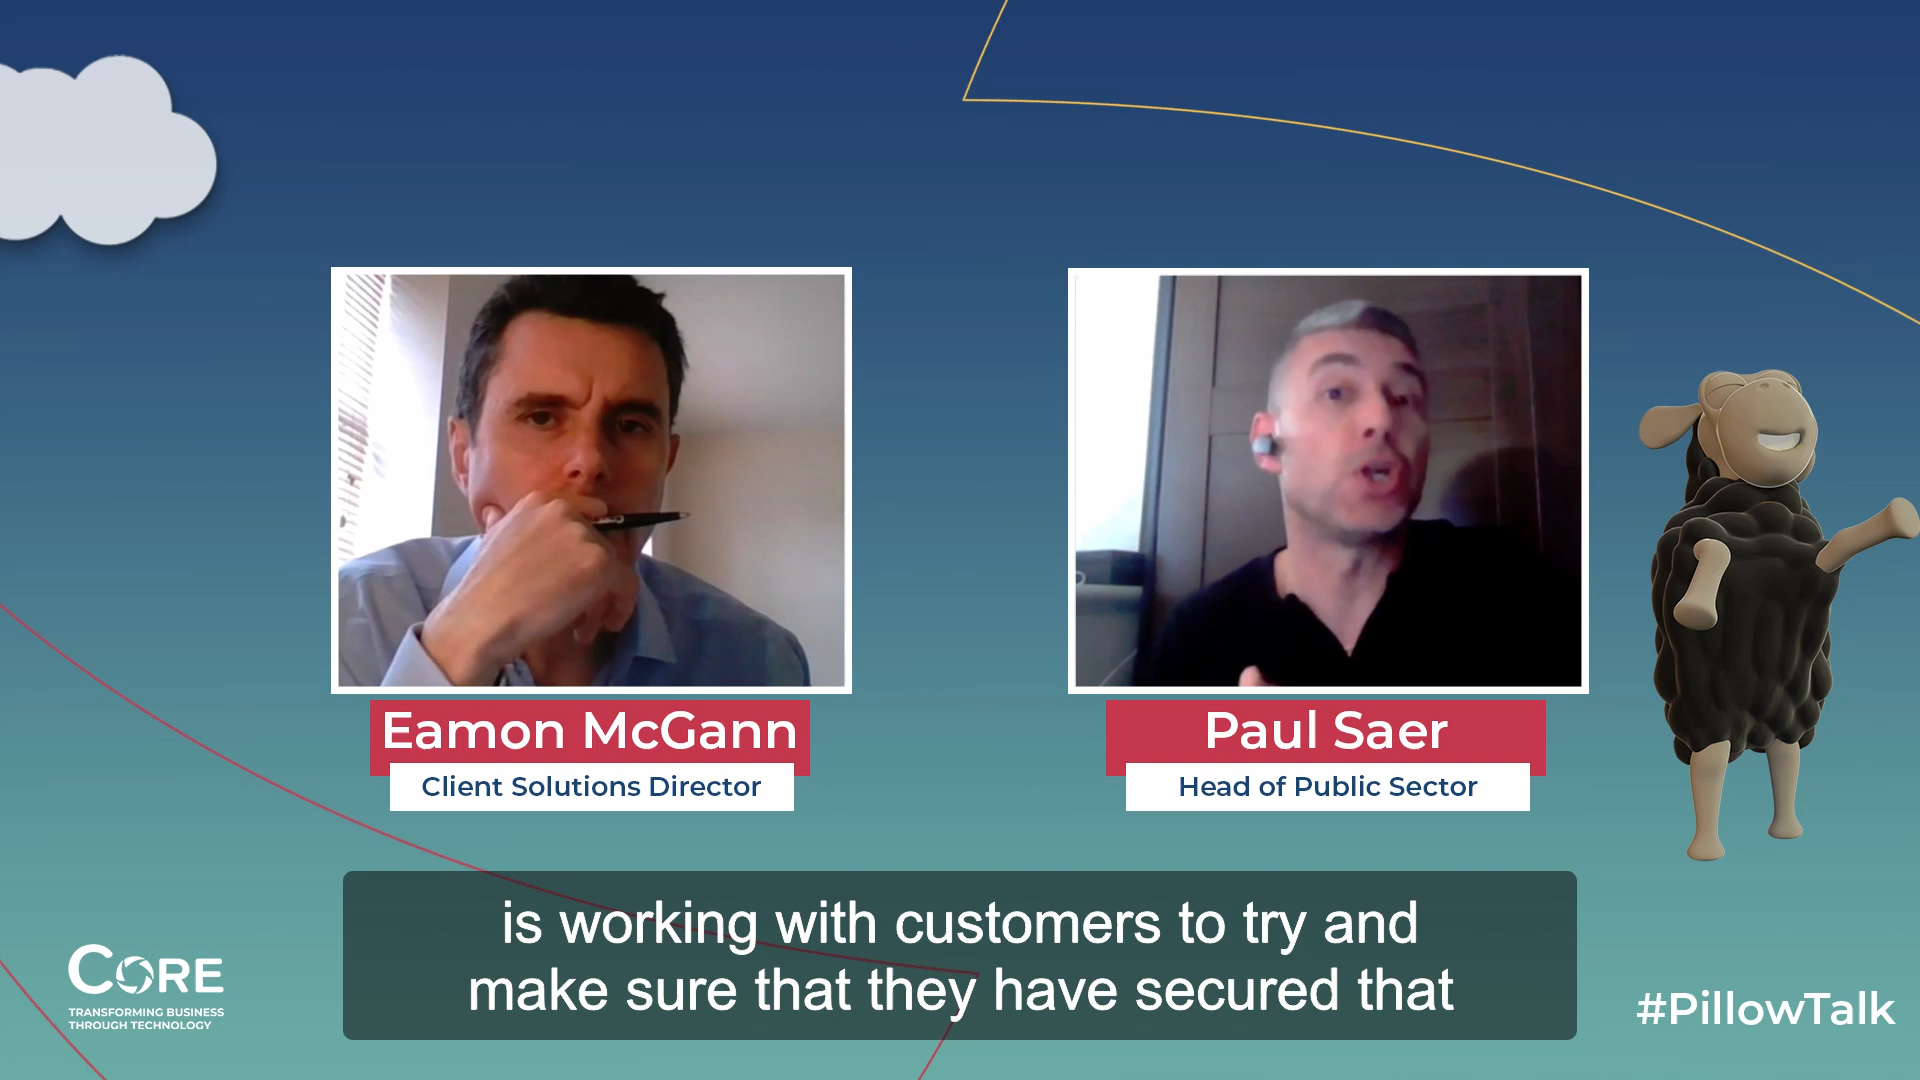 Eamon McGann
Client Solutions Director
Paul Saer
Head of Public Sector
is working with customers to try and
make sure that they have secured that
CORE
TRANSFORMING BUSINESS
THROUGH TECHNOLOGY
#PillowTalk